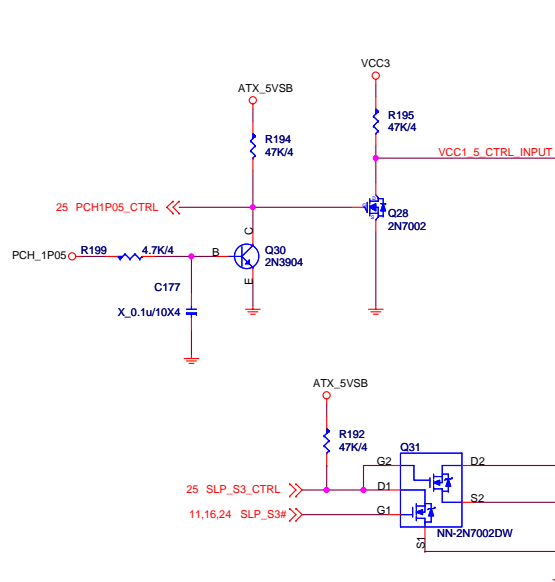 VCC3
ATX_5VSB
R195
47K/4
R194
47K/4
VCC1_5_CTRL_INPUT
25 PCH1P05_CTRL
Q28
2N7002
C
PCH_1P05
R199
4.7K/4
B
Q30
2N3904
E
C177
X_0.1u/10X4
ATX_5VSB
R192
47K/4
Q31
G2
D2
25 SLP_S3_CTRL
D1
S2
11,16,24 SLP_S3#
G1
NN-2N7002DW
S1